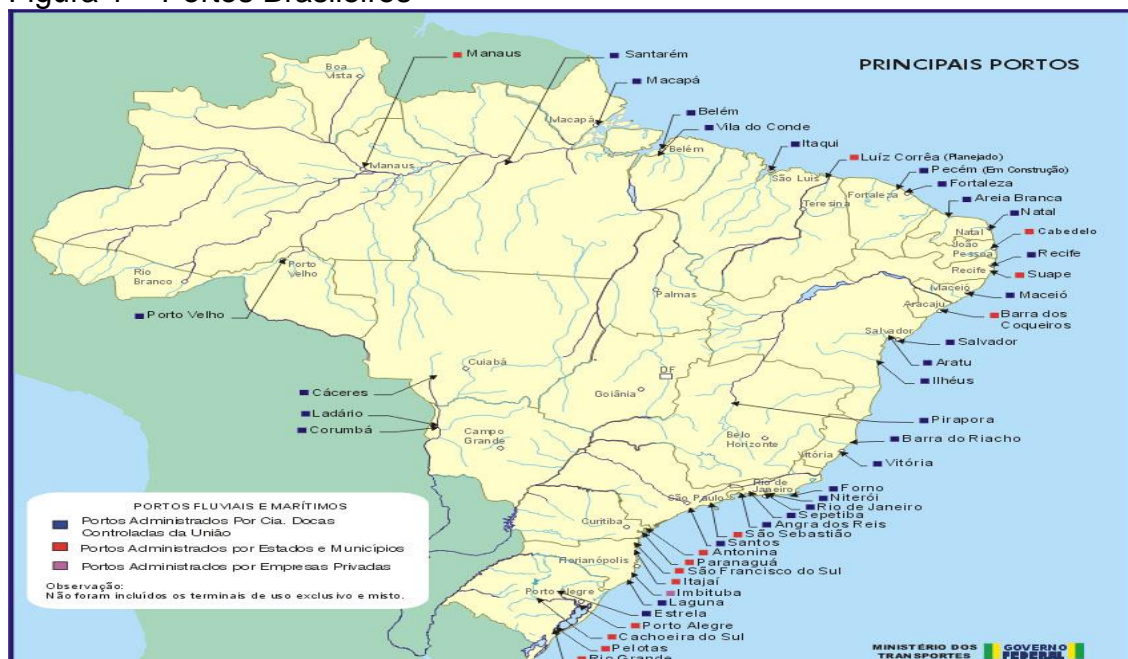 Figura 1 – Portos Brasileiros
PRINCIPAIS PORTOS
Manaus
Santarém
Macapá
Belém
Vila do Conde
Itaqui
Luíz Corrêa (Planejado)
Pecém (Em Construção)
Fortaleza
Areia Branca
Natal
Cabedelo
Recife
Suape
Maceió
Barra dos
Coqueiros
Salvador
Aratu
Ilhéus
Pirapora
Barra do Riacho
Vitória
Forno
Niterói
Rio de Janeiro
Sepetiba
Angra dos Reis
São Sebastião
Santos
Antonina
Paranaguá
São Francisco do Sul
Itajaí
Imbituba
Laguna
Estrela
Porto Alegre
Cachoeira do Sul
Pelotas
Rio Grande
Porto Velho
Cáceres
Ladário
Corumbá
Boa
Vista
Macapá
Manaus
Belém
São Luis
Teresina
Fortaleza
Natal
João
Pessoa
Recife
Maceió
Aracaju
Salvador
Palmas
Porto
Velho
Rio
Branco
Cuiabá
DF
Goiânia
Campo
Grande
Belo
Horizonte
Vitória
Rio de
Janeiro
São Paulo
Curitiba
Florianópolis
Porto Alegre
PORTOS FLUVIAIS E MARÍTIMOS
Portos Administrados Por Cia. Docas
Controladas da União
Portos Administrados por Estados e Municípios
Portos Administrados por Empresas Privadas
Observação:
Não foram incluídos os terminais de uso exclusivo e misto.
MINISTÉRIO DOS
TRANSPORTES
GOVERNO
FEDERAL